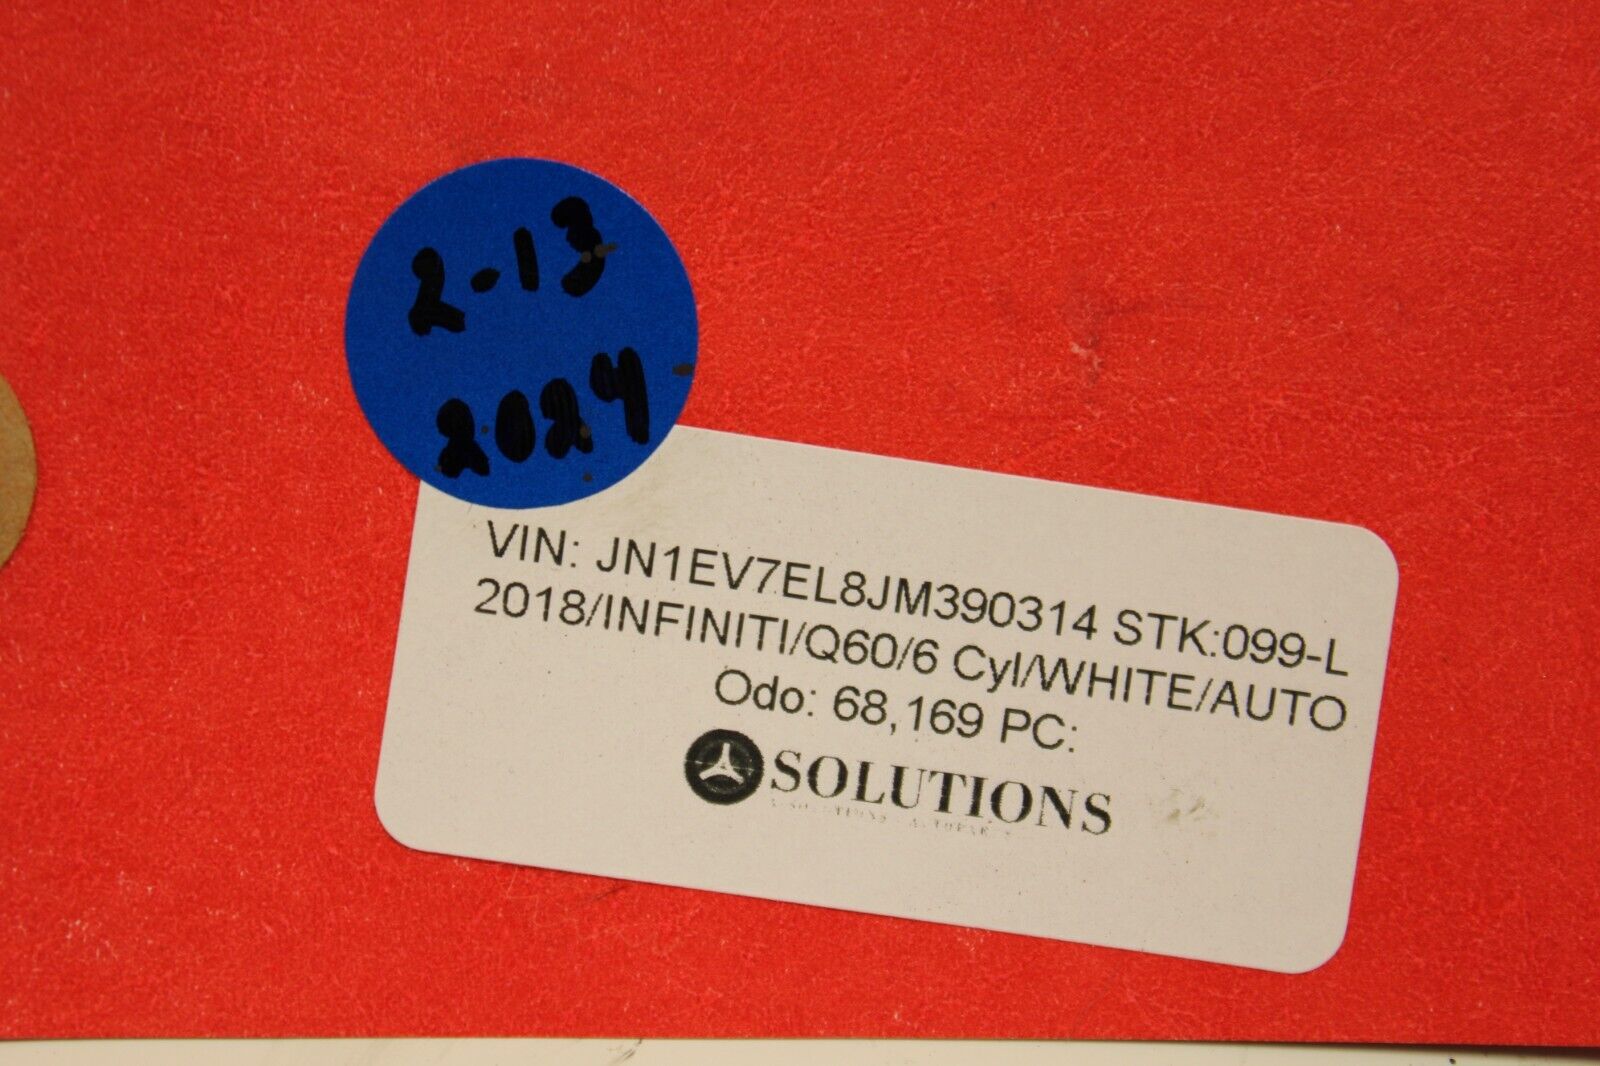 2-13
2024
VIN: JN1EV7EL8JM390314 STK:099-L
2018/INFINITI/Q60/6 Cyl/WHITE/AUTO
Odo: 68,169 PC:
SOLUTIONS